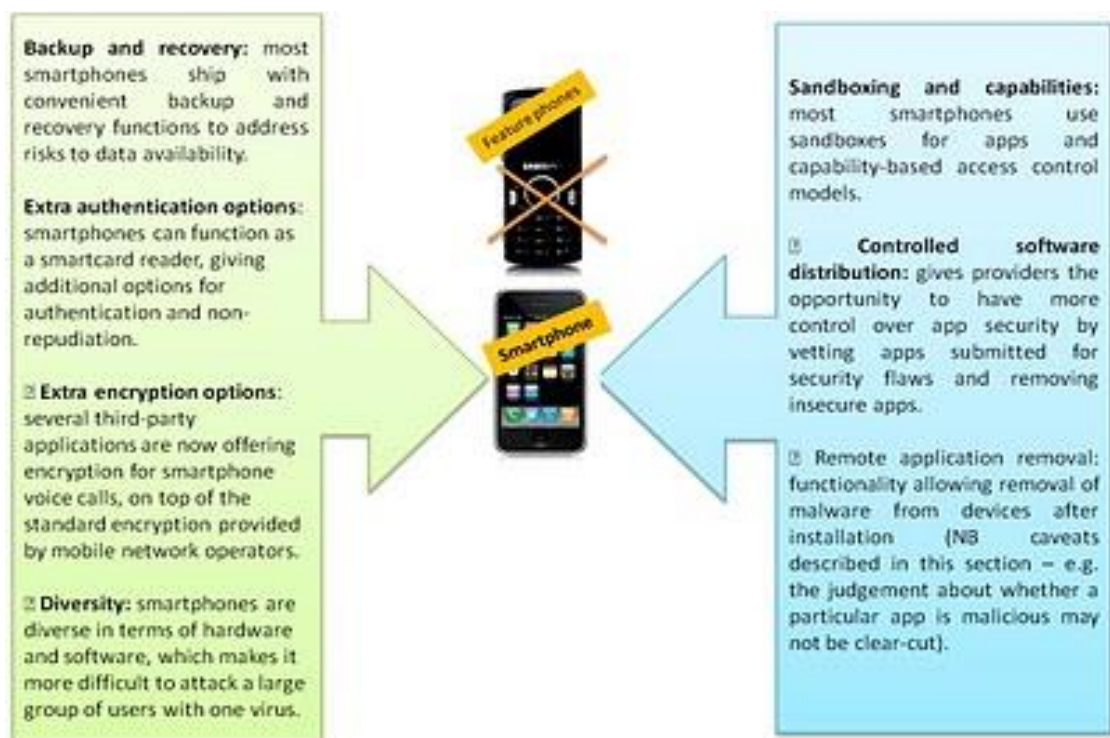 Backup and recovery: most
smartphones ship with
convenient backup and
recovery functions to address
risks to data availability.
Extra authentication options:
smartphones can function as
a smartcard reader, giving
additional options for
authentication and non-
repudiation.
Extra encryption options:
several third-party
applications are now offering
encryption for smartphone
voice calls, on top of the
standard encryption provided
by mobile network operators.
Diversity: smartphones are
diverse in terms of hardware
and software, which makes it
more difficult to attack a large
group of users with one virus.
Feature phones
SAMSUNG
Smartphone
Sandboxing and capabilities:
most smartphones use
sandboxes for apps and
capability-based access control
models.
Controlled software
distribution: gives providers the
opportunity to have more
control over app security by
vetting apps submitted for
security flaws and removing
insecure apps.
Remote application removal:
functionality allowing removal of
malware from devices after
installation (NB caveats
described in this section – e.g.
the judgement about whether a
particular app is malicious may
not be clear-cut).